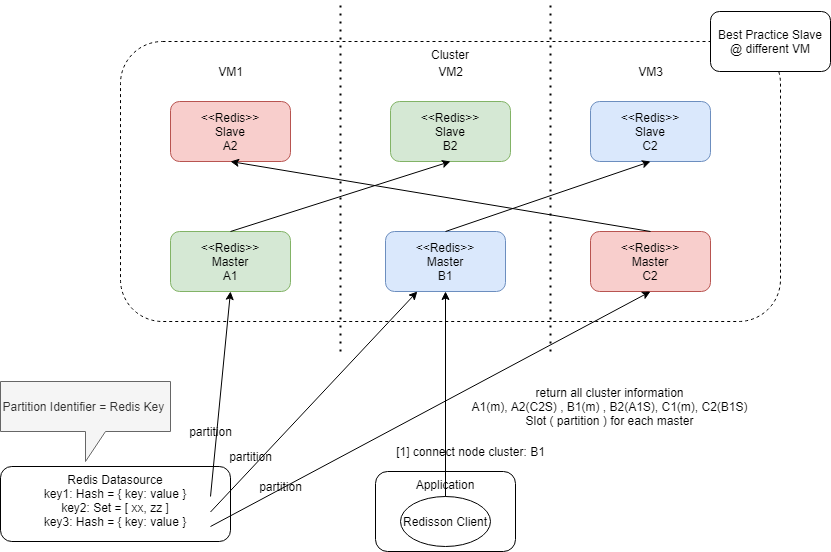 Best Practice Slave
@ different VM
Cluster
VM1
VM2
VM3
<<Redis>>
Slave
A2
<<Redis>>
Slave
B2
<<Redis>>
Slave
C2
<<Redis>>
Master
A1
<<Redis>>
Master
B1
<<Redis>>
Master
C2
Partition Identifier = Redis Key
return all cluster information
A1(m), A2(C2S) , B1(m) , B2(A1S), C1(m), C2(B1S)
Slot ( partition ) for each master
partition
partition
partition
[1] connect node cluster: B1
Redis Datasource
key1: Hash = { key: value }
key2: Set = [ xx, zz ]
key3: Hash = { key: value }
Application
Redisson Client